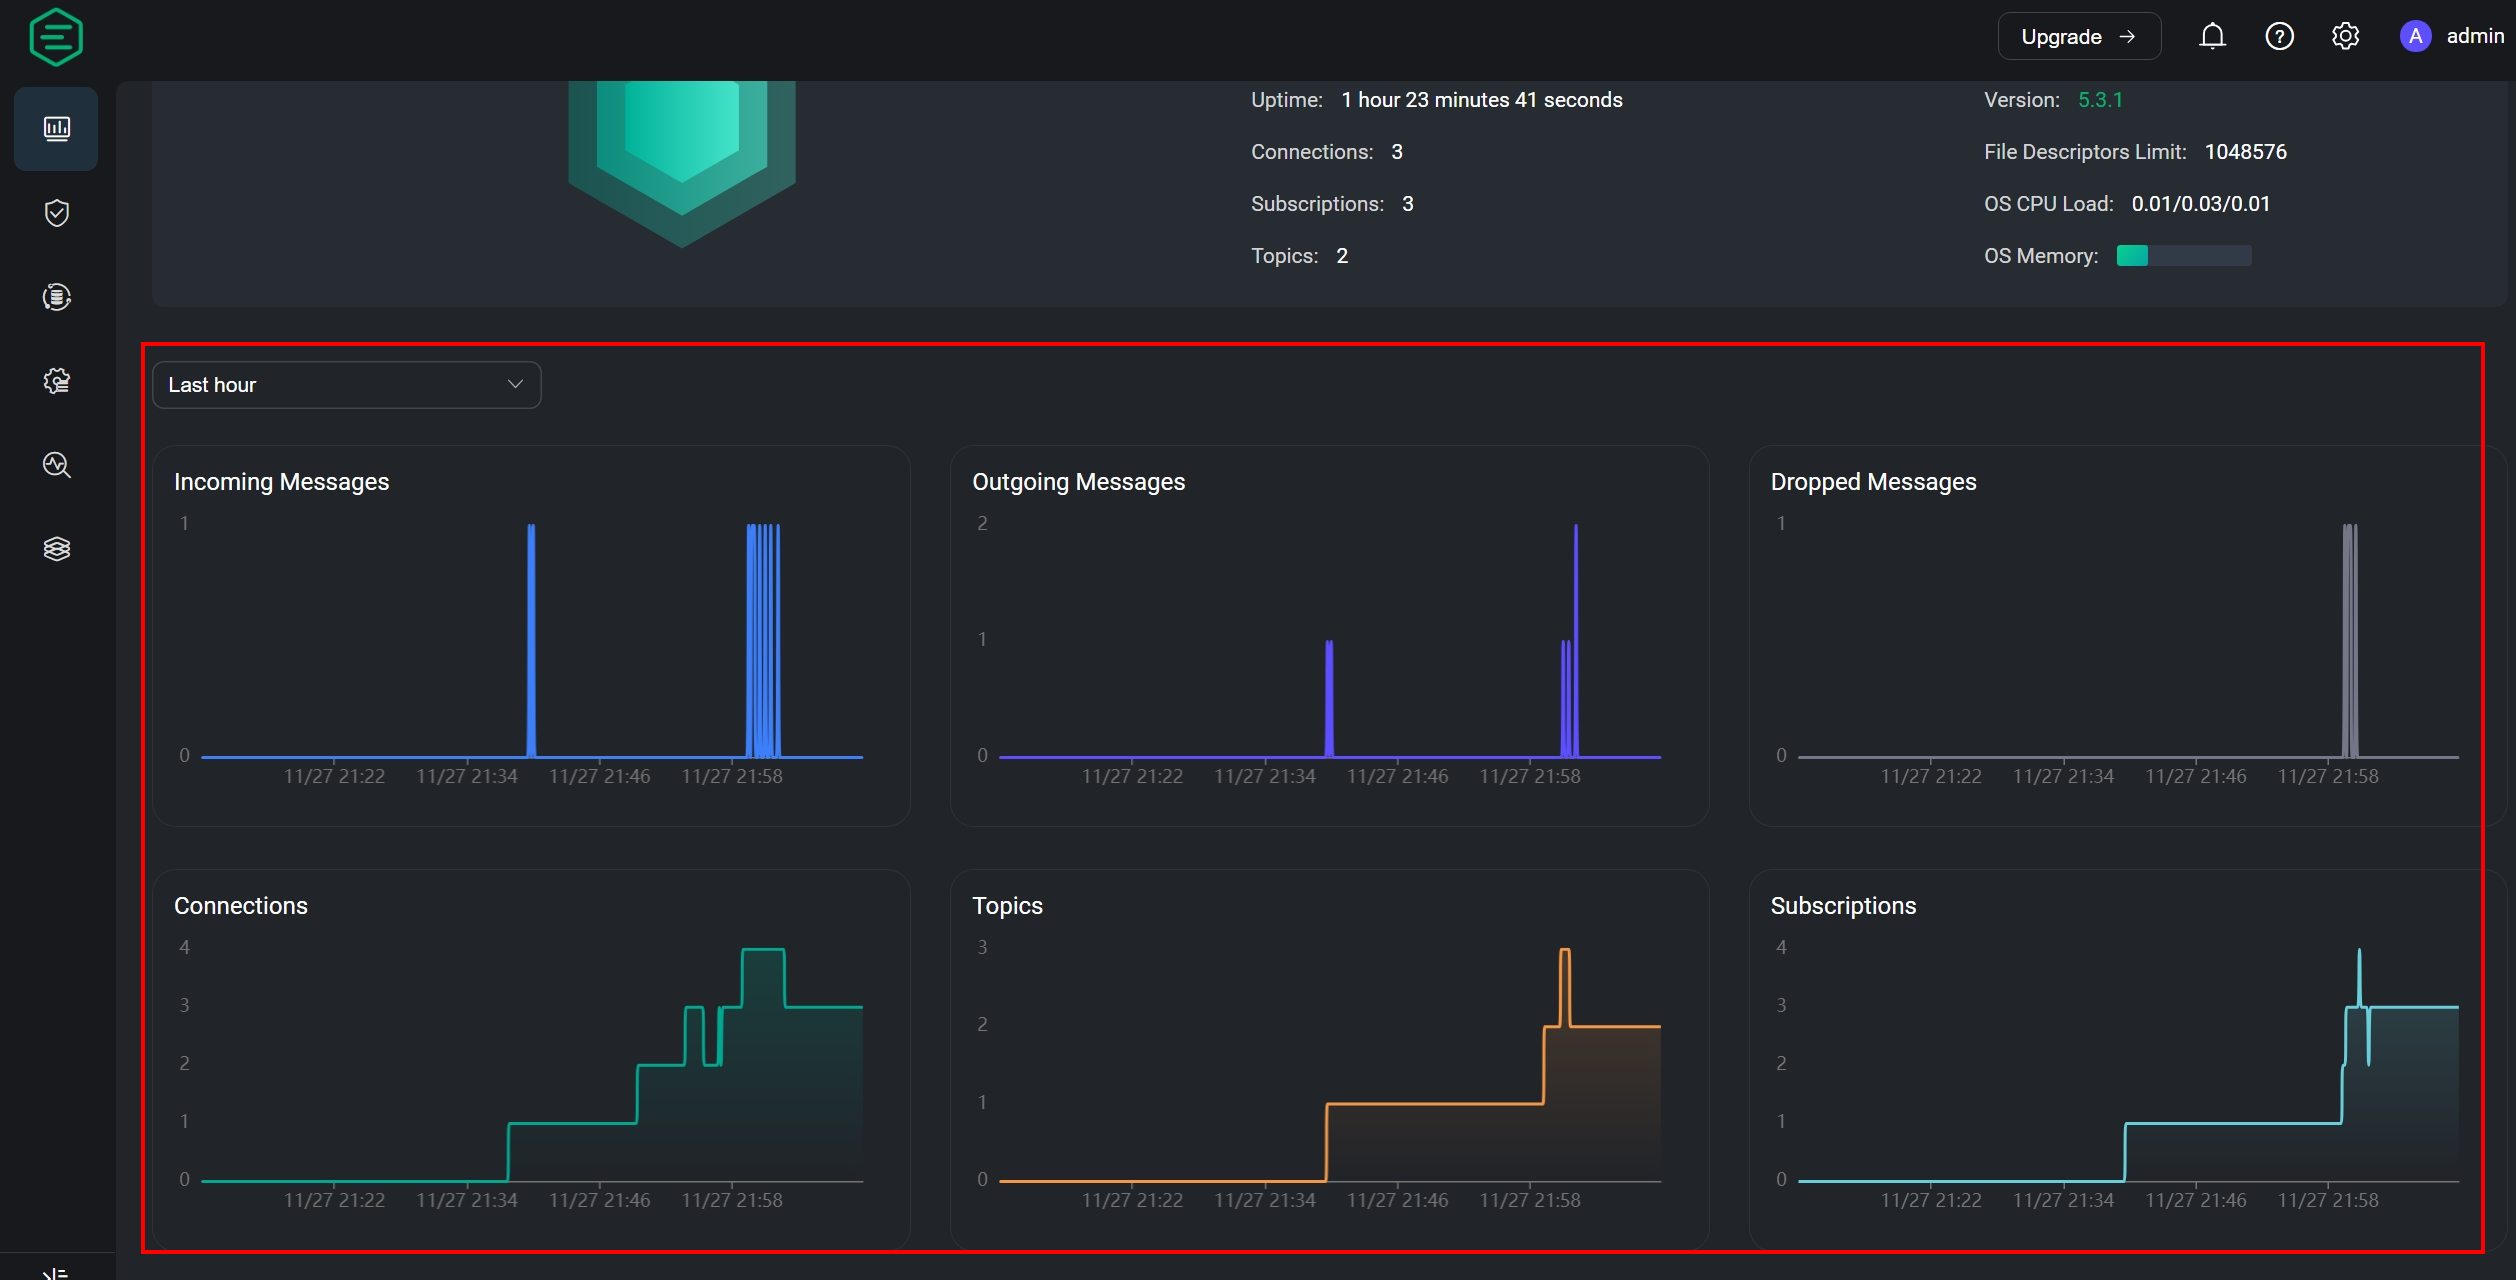 Upgrade →
A admin
Uptime: 1 hour 23 minutes 41 seconds
Version: 5.3.1
Connections: 3
File Descriptors Limit: 1048576
Subscriptions: 3
OS CPU Load: 0.01/0.03/0.01
Topics: 2
OS Memory:
Last hour
Incoming Messages
1
0
11/27 21:22 11/27 21:34 11/27 21:46 11/27 21:58
Outgoing Messages
2
1
0
11/27 21:22 11/27 21:34 11/27 21:46 11/27 21:58
Dropped Messages
1
0
11/27 21:22 11/27 21:34 11/27 21:46 11/27 21:58
Connections
4
3
2
1
0
11/27 21:22 11/27 21:34 11/27 21:46 11/27 21:58
Topics
3
2
1
0
11/27 21:22 11/27 21:34 11/27 21:46 11/27 21:58
Subscriptions
4
3
2
1
0
11/27 21:22 11/27 21:34 11/27 21:46 11/27 21:58